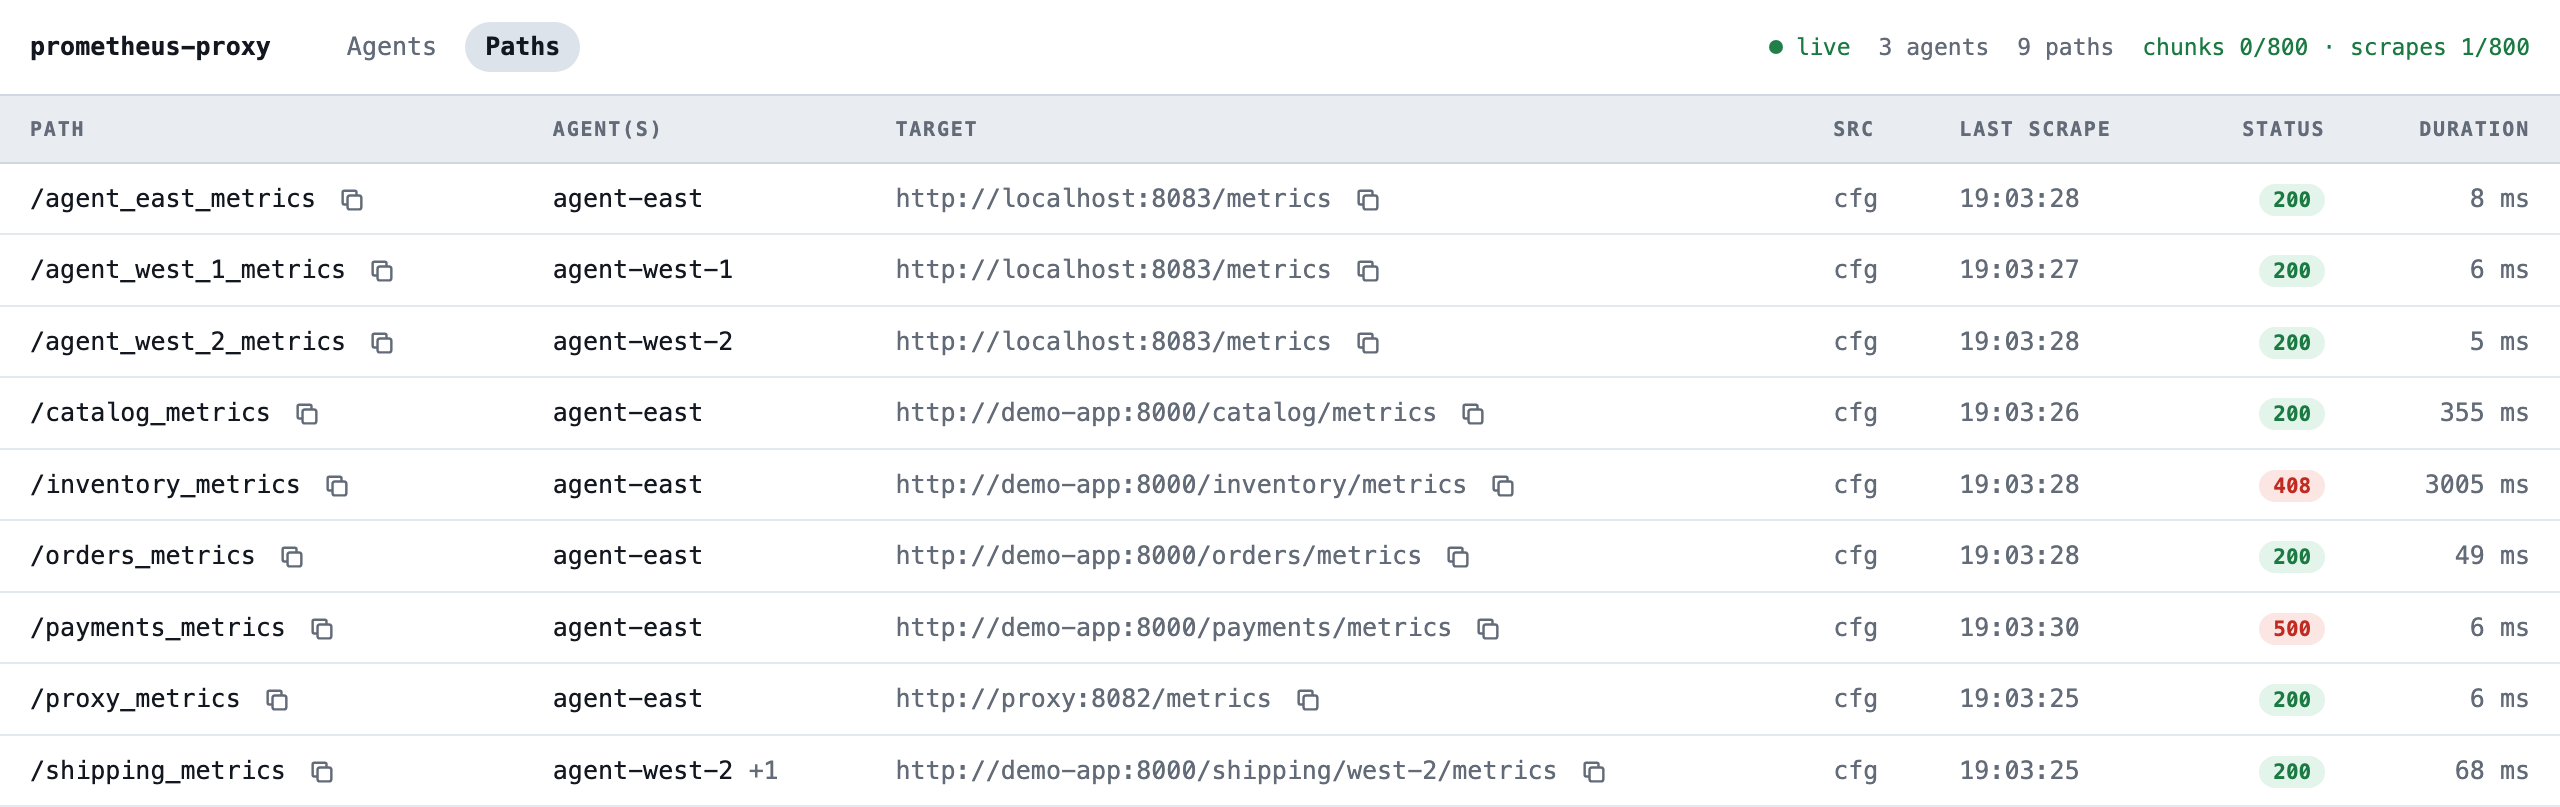 prometheus-proxy Agents Paths live 3 agents 9 paths chunks 0/800 · scrapes 1/800
PATH AGENT(S) TARGET SRC LAST SCRAPE STATUS DURATION
/agent_east_metrics agent-east http://localhost:8083/metrics cfg 19:03:28 200 8 ms
/agent_west_1_metrics agent-west-1 http://localhost:8083/metrics cfg 19:03:27 200 6 ms
/agent_west_2_metrics agent-west-2 http://localhost:8083/metrics cfg 19:03:28 200 5 ms
/catalog_metrics agent-east http://demo-app:8000/catalog/metrics cfg 19:03:26 200 355 ms
/inventory_metrics agent-east http://demo-app:8000/inventory/metrics cfg 19:03:28 408 3005 ms
/orders_metrics agent-east http://demo-app:8000/orders/metrics cfg 19:03:28 200 49 ms
/payments_metrics agent-east http://demo-app:8000/payments/metrics cfg 19:03:30 500 6 ms
/proxy_metrics agent-east http://proxy:8082/metrics cfg 19:03:25 200 6 ms
/shipping_metrics agent-west-2 +1 http://demo-app:8000/shipping/west-2/metrics cfg 19:03:25 200 68 ms